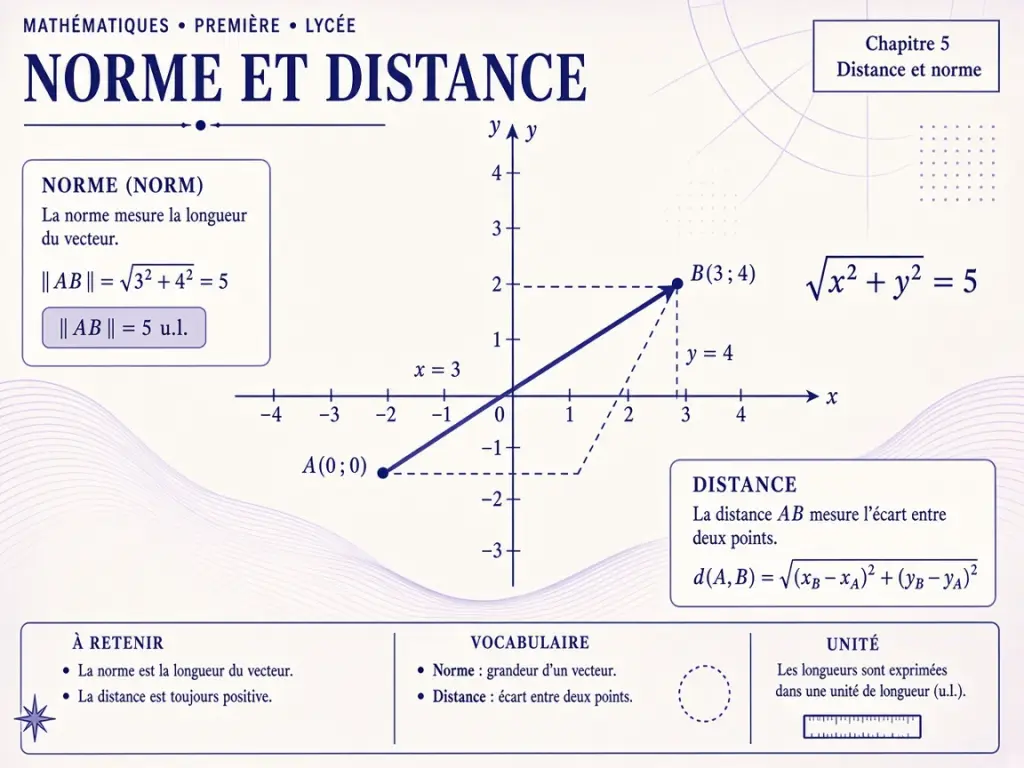 MATHÉMATIQUES • PREMIÈRE • LYCÉE
NORME ET DISTANCE
Chapitre 5
Distance et norme
NORME (NORM)
La norme mesure la longueur
du vecteur.
‖ AB ‖ = √(3² + 4²) = 5
‖ AB ‖ = 5 u.l.
y y
4
3
2
1
B(3 ; 4)
√(x² + y²) = 5
y = 4
x = 3
−4 −3 −2 −1 0 1 2 3 4 x
A(0 ; 0)
−1
−2
−3
DISTANCE
La distance AB mesure l’écart entre
deux points.
d(A, B) = √((x_B − x_A)² + (y_B − y_A)²)
À RETENIR
• La norme est la longueur du vecteur.
• La distance est toujours positive.
VOCABULAIRE
• Norme : grandeur d’un vecteur.
• Distance : écart entre deux points.
UNITÉ
Les longueurs sont exprimées
dans une unité de longueur (u.l.).